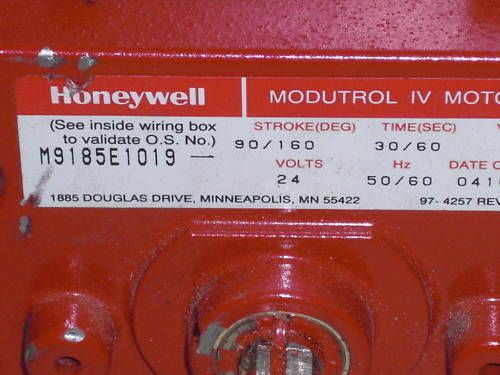 Honeywell MODUTROL IV MOTO
(See inside wiring box STROKE(DEG) TIME(SEC)
to validate O.S. No.) 90/160 30/60
M9185E1019 — VOLTS Hz DATE C
24 50/60 041
1885 DOUGLAS DRIVE, MINNEAPOLIS, MN 55422 97- 4257 REV